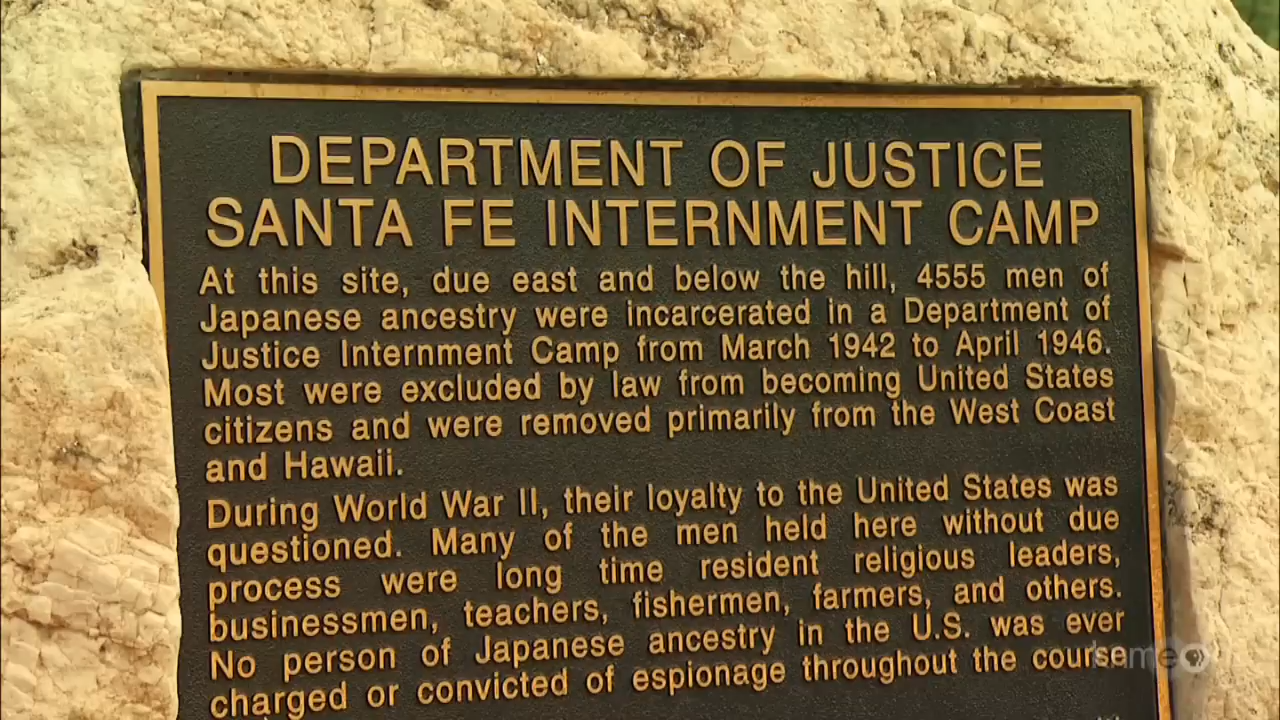 DEPARTMENT OF JUSTICE
SANTA FE INTERNMENT CAMP
At this site, due east and below the hill, 4555 men of
Japanese ancestry were incarcerated in a Department of
Justice Internment Camp from March 1942 to April 1946.
Most were excluded by law from becoming United States
citizens and were removed primarily from the West Coast
and Hawaii.
During World War II, their loyalty to the United States was
questioned. Many of the men held here without due
process were long time resident religious leaders,
businessmen, teachers, fishermen, farmers, and others.
No person of Japanese ancestry in the U.S. was ever
charged or convicted of espionage throughout the course